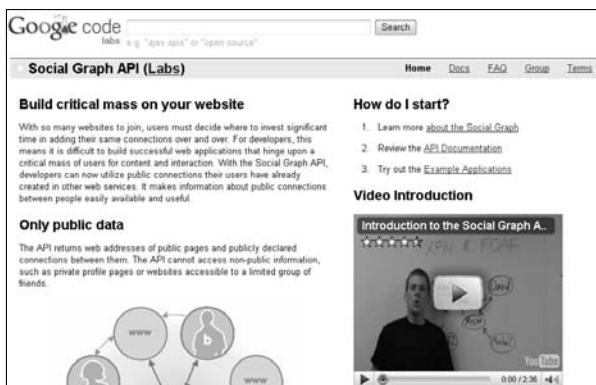 Google code
labs
Search
e.g. "ajax apis" or "open source"
Social Graph API (Labs)
Home Docs FAQ Group Terms
Build critical mass on your website
With so many websites to join, users must decide where to invest significant
time in adding their same connections over and over. For developers, this
means it is difficult to build successful web applications that hinge upon a
critical mass of users for content and interaction. With the Social Graph API,
developers can now utilize public connections their users have already
created in other web services. It makes information about public connections
between people easily available and useful.
Only public data
The API returns web addresses of public pages and publicly declared
connections between them. The API cannot access non-public information,
such as private profile pages or websites accessible to a limited group of
friends.
www
b
www
How do I start?
1. Learn more about the Social Graph
2. Review the API Documentation
3. Try out the Example Applications
Video Introduction
Introduction to the Social Graph A..
XFN & FOAF
YouTube
0:00 / 2:36